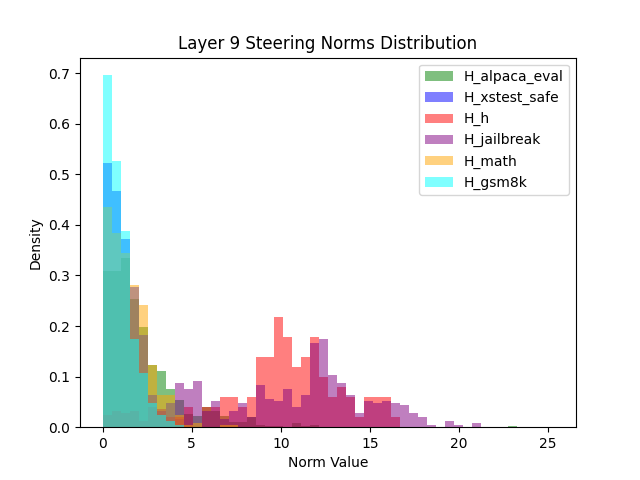 Layer 9 Steering Norms Distribution
H_alpaca_eval
H_xstest_safe
H_h
H_jailbreak
H_math
H_gsm8k
Density
0.7
0.6
0.5
0.4
0.3
0.2
0.1
0.0
0 5 10 15 20 25
Norm Value